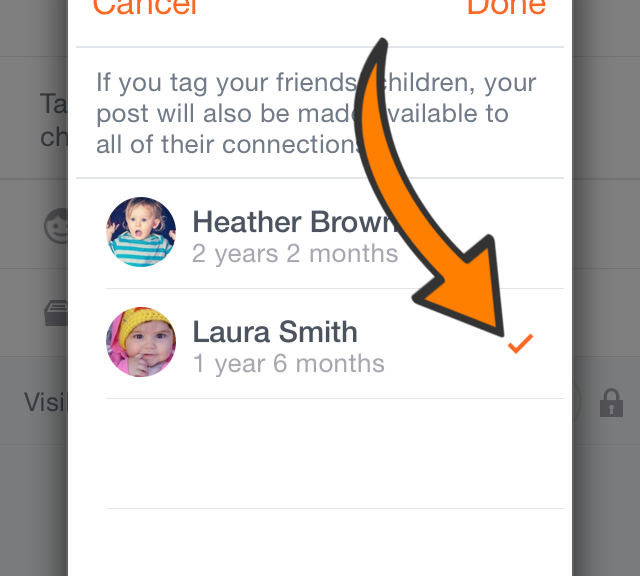 Cancel Done
If you tag your friends' children, your
post will also be made available to
all of their connections
Ta
ch
Heather Brown
2 years 2 months
Laura Smith
1 year 6 months
Visi